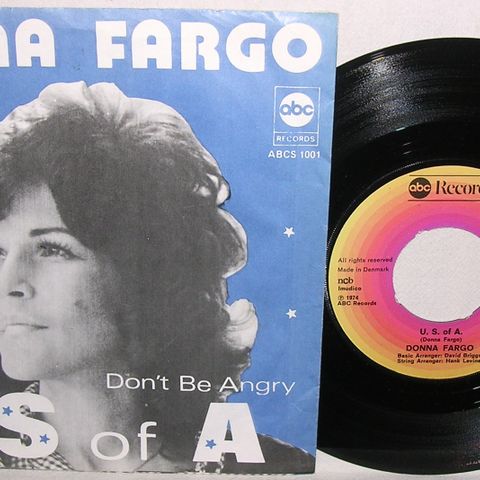 NA FARGO
abc
RECORDS
ABCS 1001
Don't Be Angry
S of A
abc Recor
All rights reserved
Made in Denmark
ncb
Imudico
℗ 1974
ABC Records
U. S. of A.
(Donna Fargo)
DONNA FARGO
Basic Arranger: David Briggs
String Arranger: Hank Levine